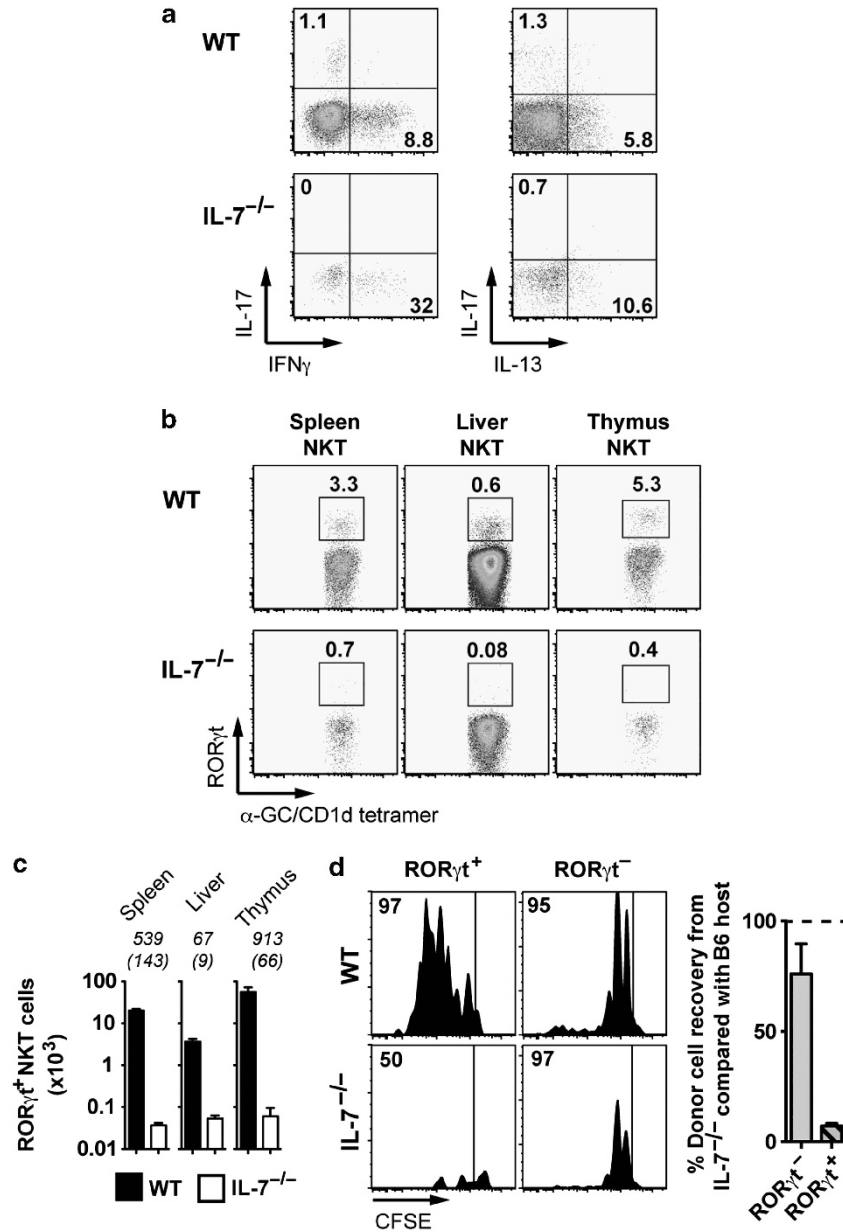 a
WT
1.1
8.8
1.3
5.8
IL-7−/−
0
32
0.7
10.6
IL-17
IFNγ
IL-17
IL-13
b
Spleen NKT
Liver NKT
Thymus NKT
WT
3.3
0.6
5.3
IL-7−/−
0.7
0.08
0.4
RORγt
α-GC/CD1d tetramer
c
Spleen
Liver
Thymus
539
(143)
67
(9)
913
(66)
RORγt+ NKT cells
(x10³)
100
10
1
0.1
0.01
WT
IL-7−/−
d
RORγt+
RORγt−
WT
97
95
IL-7−/−
50
97
CFSE
% Donor cell recovery from
IL-7−/− compared with B6 host
100
50
0
RORγt−
RORγt+